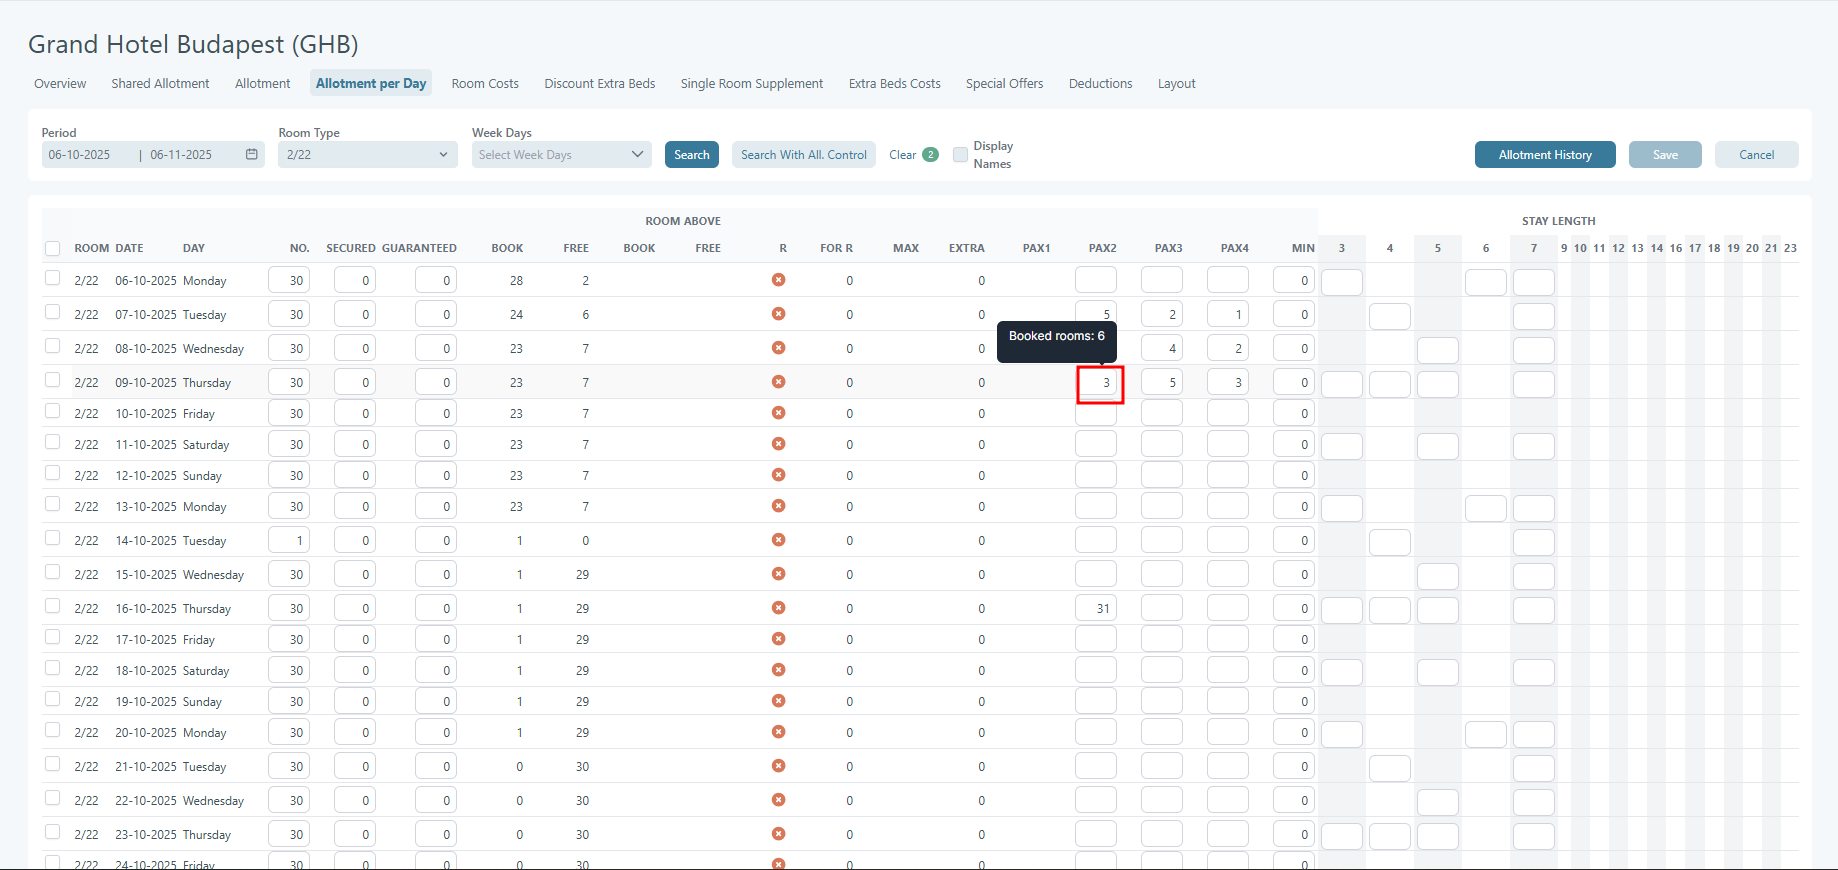 Grand Hotel Budapest (GHB)
Overview Shared Allotment Allotment Allotment per Day Room Costs Discount Extra Beds Single Room Supplement Extra Beds Costs Special Offers Deductions Layout
Period Room Type Week Days
06-10-2025 | 06-11-2025 2/22 Select Week Days Search Search With All. Control Clear 2 Display Names Allotment History Save Cancel
ROOM ABOVE STAY LENGTH
ROOM DATE DAY NO. SECURED GUARANTEED BOOK FREE BOOK FREE R FOR R MAX EXTRA PAX1 PAX2 PAX3 PAX4 MIN 3 4 5 6 7 9 10 11 12 13 14 16 17 18 19 20 21 23
2/22 06-10-2025 Monday 30 0 0 28 2 0 0 0
2/22 07-10-2025 Tuesday 30 0 0 24 6 0 0 5 2 1 0
Booked rooms: 6
2/22 08-10-2025 Wednesday 30 0 0 23 7 0 0 4 2 0
2/22 09-10-2025 Thursday 30 0 0 23 7 0 0 3 5 3 0
2/22 10-10-2025 Friday 30 0 0 23 7 0 0 0
2/22 11-10-2025 Saturday 30 0 0 23 7 0 0 0
2/22 12-10-2025 Sunday 30 0 0 23 7 0 0 0
2/22 13-10-2025 Monday 30 0 0 23 7 0 0 0
2/22 14-10-2025 Tuesday 1 0 0 1 0 0 0 0
2/22 15-10-2025 Wednesday 30 0 0 1 29 0 0 0
2/22 16-10-2025 Thursday 30 0 0 1 29 0 0 31 0
2/22 17-10-2025 Friday 30 0 0 1 29 0 0 0
2/22 18-10-2025 Saturday 30 0 0 1 29 0 0 0
2/22 19-10-2025 Sunday 30 0 0 1 29 0 0 0
2/22 20-10-2025 Monday 30 0 0 1 29 0 0 0
2/22 21-10-2025 Tuesday 30 0 0 0 30 0 0 0
2/22 22-10-2025 Wednesday 30 0 0 0 30 0 0 0
2/22 23-10-2025 Thursday 30 0 0 0 30 0 0 0
2/22 24-10-2025 Friday 30 0 0 0 30 0 0 0